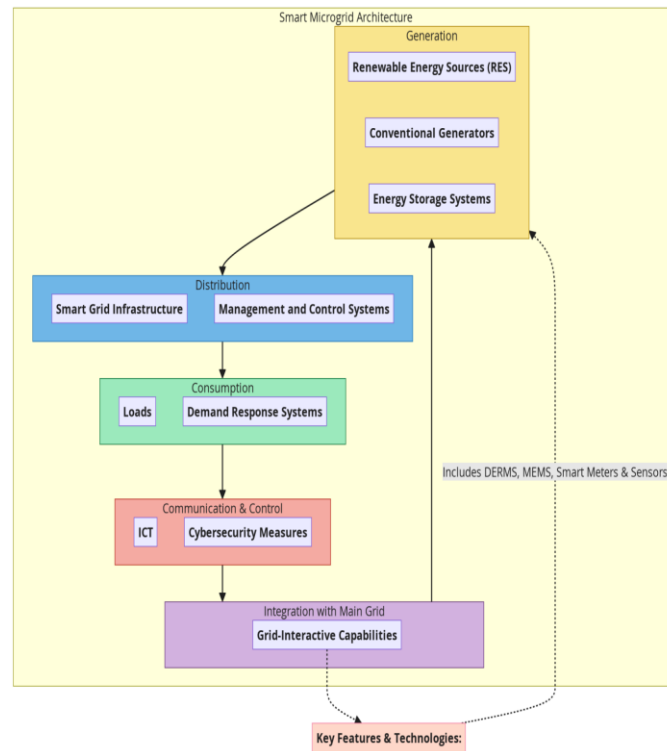 Smart Microgrid Architecture
Generation
Renewable Energy Sources (RES)
Conventional Generators
Energy Storage Systems
Distribution
Smart Grid Infrastructure
Management and Control Systems
Consumption
Loads
Demand Response Systems
Includes DERMS, MEMS, Smart Meters & Sensors
Communication & Control
ICT
Cybersecurity Measures
Integration with Main Grid
Grid-Interactive Capabilities
Key Features & Technologies: